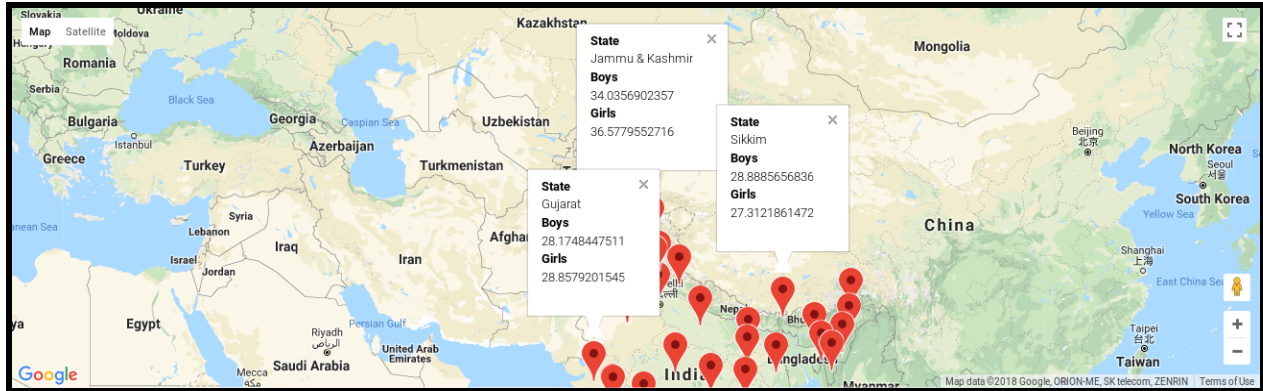 Slovakia
Ukraine
Map
Satellite
Moldova
Hungary
Romania
Serbia
Black Sea
Bulgaria
Istanbul
Georgia
Caspian Sea
Azerbaijan
Greece
Turkey
Kazakhstan
Mongolia
Uzbekistan
Turkmenistan
State
Jammu & Kashmir
Boys
34.0356902357
Girls
36.5779552716
State
Sikkim
Boys
28.8885656836
Girls
27.3121861472
State
Gujarat
Boys
28.1748447511
Girls
28.8579201545
Beijing
北京
North Korea
Seoul
서울
South Korea
Yellow Sea
China
Shanghai
上海
East China Sea
Syria
Lebanon
Israel
Jordan
Iraq
Iran
Egypt
Riyadh
الرياض
Persian Gulf
Saudi Arabia
United Arab
Emirates
Mecca
India
Bangladesh
Myanmar
Taipei
台北
Taiwan
Google
Map data ©2018 Google, ORION-ME, SK telecom, ZENRIN
Terms of Use